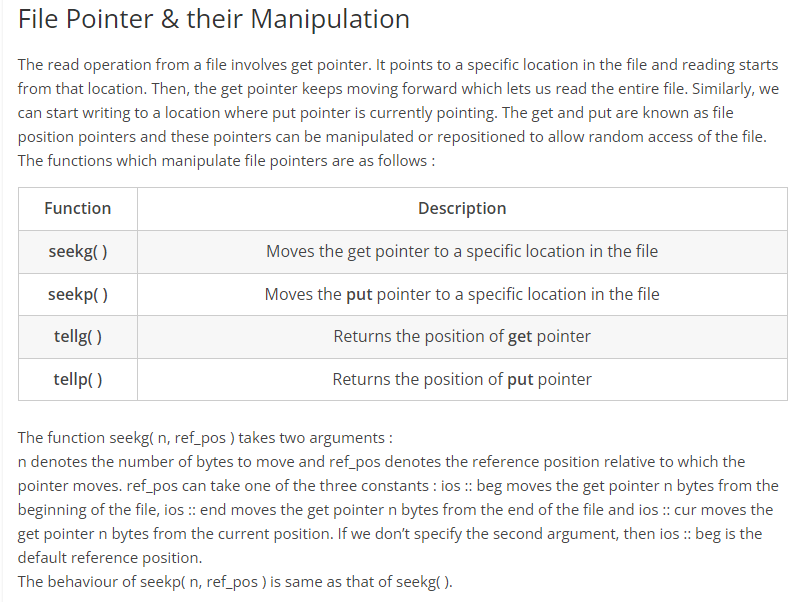 File Pointer & their Manipulation
The read operation from a file involves get pointer. It points to a specific location in the file and reading starts
from that location. Then, the get pointer keeps moving forward which lets us read the entire file. Similarly, we
can start writing to a location where put pointer is currently pointing. The get and put are known as file
position pointers and these pointers can be manipulated or repositioned to allow random access of the file.
The functions which manipulate file pointers are as follows :
Function Description
seekg( ) Moves the get pointer to a specific location in the file
seekp( ) Moves the put pointer to a specific location in the file
tellg( ) Returns the position of get pointer
tellp( ) Returns the position of put pointer
The function seekg( n, ref_pos ) takes two arguments :
n denotes the number of bytes to move and ref_pos denotes the reference position relative to which the
pointer moves. ref_pos can take one of the three constants : ios :: beg moves the get pointer n bytes from the
beginning of the file, ios :: end moves the get pointer n bytes from the end of the file and ios :: cur moves the
get pointer n bytes from the current position. If we don’t specify the second argument, then ios :: beg is the
default reference position.
The behaviour of seekp( n, ref_pos ) is same as that of seekg( ).